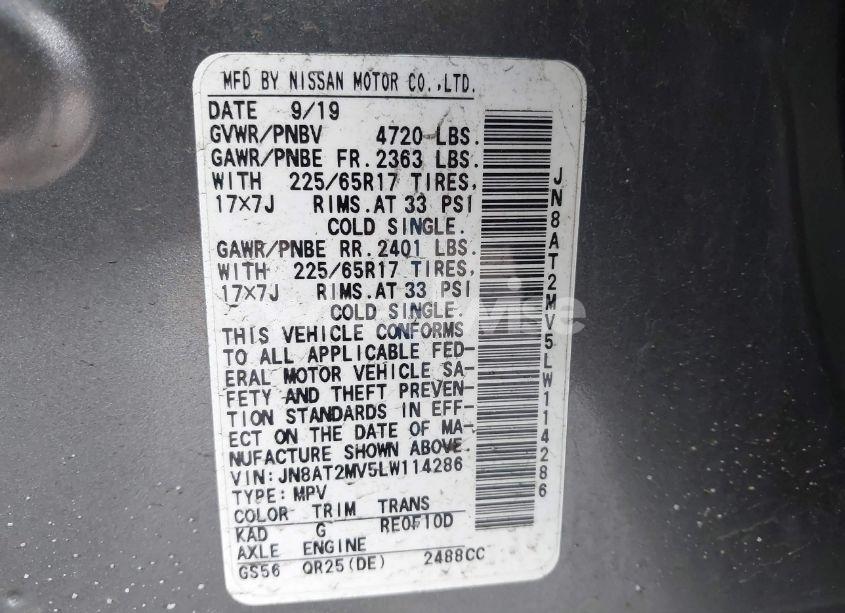 MFD BY NISSAN MOTOR CO.,LTD.
DATE 9/19
GVWR/PNBV 4720 LBS.
GAWR/PNBE FR. 2363 LBS.
WITH 225/65R17 TIRES,
17×7J RIMS.AT 33 PSI
COLD SINGLE.
GAWR/PNBE RR. 2401 LBS.
WITH 225/65R17 TIRES,
17×7J RIMS.AT 33 PSI
COLD SINGLE.
THIS VEHICLE CONFORMS
TO ALL APPLICABLE FED-
ERAL MOTOR VEHICLE SA-
FETY AND THEFT PREVEN-
TION STANDARDS IN EFF-
ECT ON THE DATE OF MA-
NUFACTURE SHOWN ABOVE.
VIN:JN8AT2MV5LW114286
TYPE:MPV
COLOR TRIM TRANS
KAD G RE0F10D
AXLE ENGINE
GS56 QR25(DE) 2488CC
JN8AT2MV5LW114286